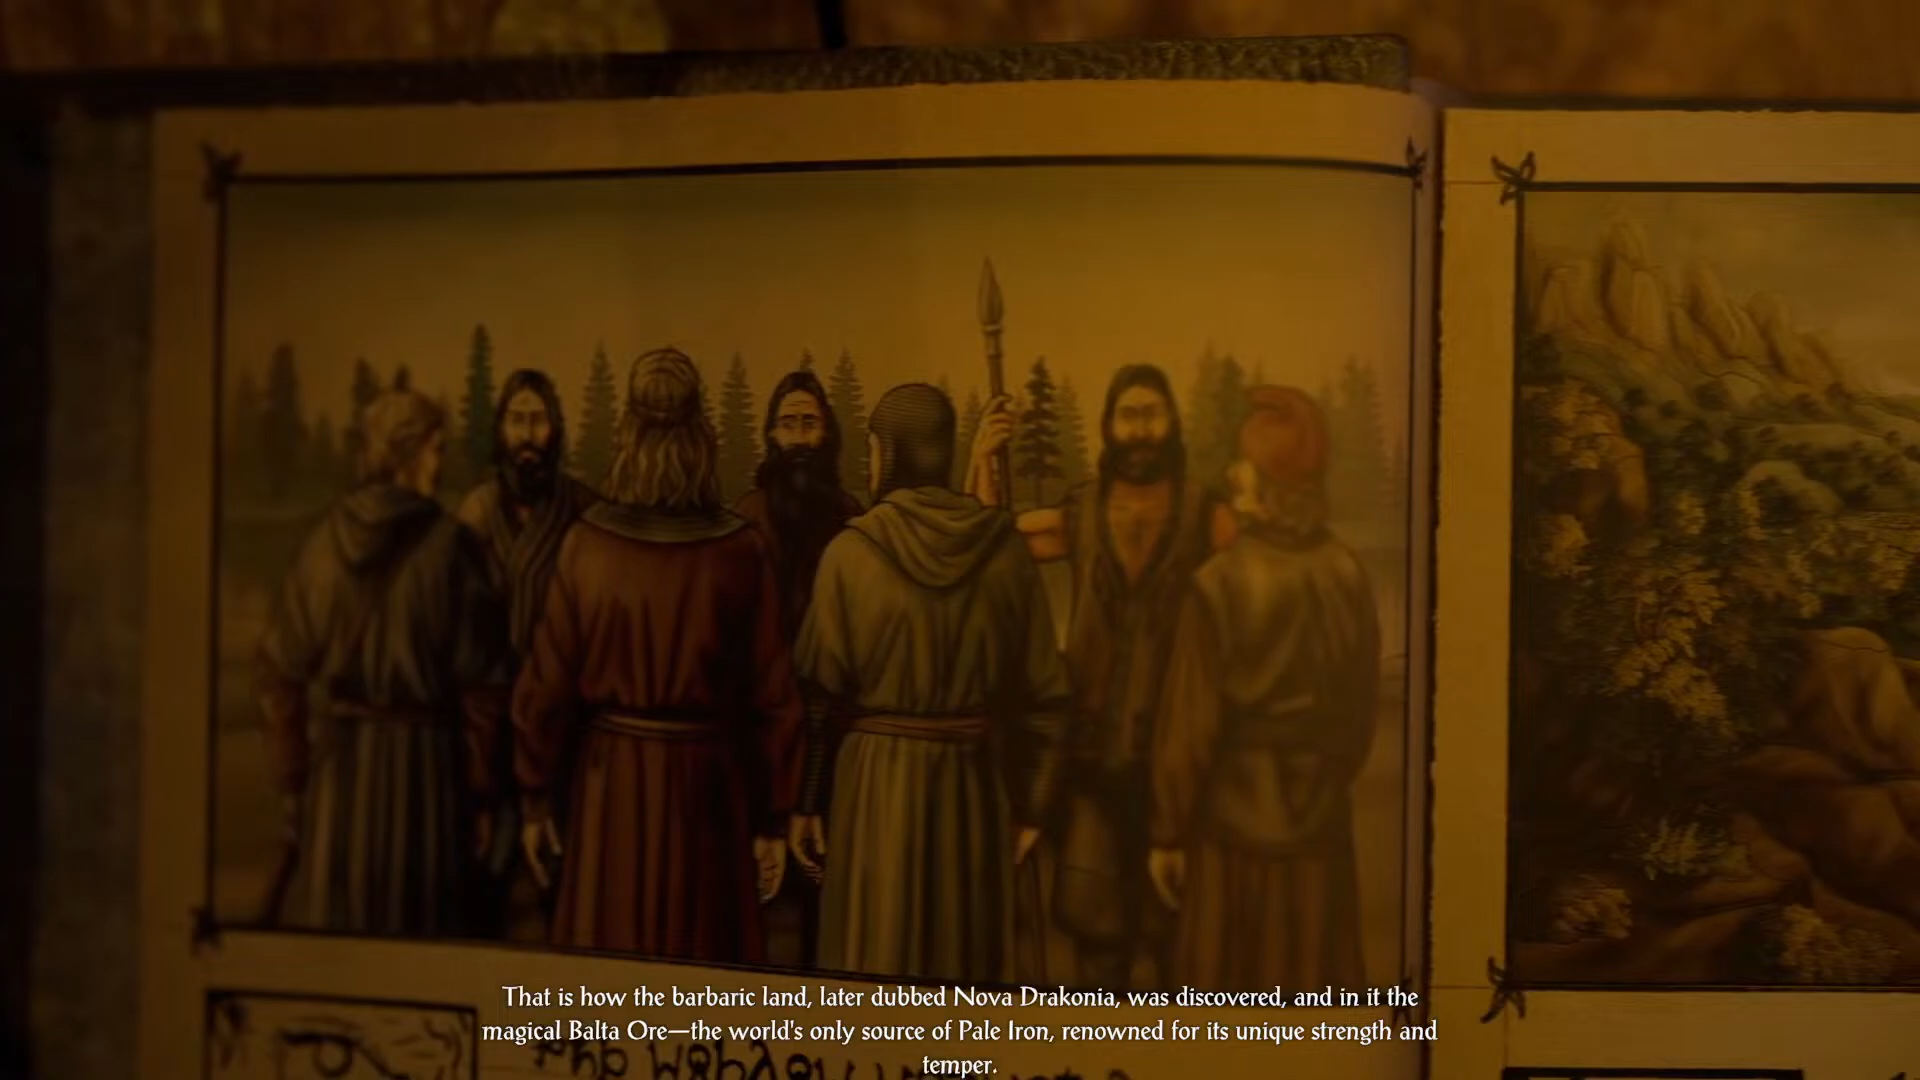 That is how the barbaric land, later dubbed Nova Drakonia, was discovered, and in it the
magical Balta Ore—the world's only source of Pale Iron, renowned for its unique strength and
temper.